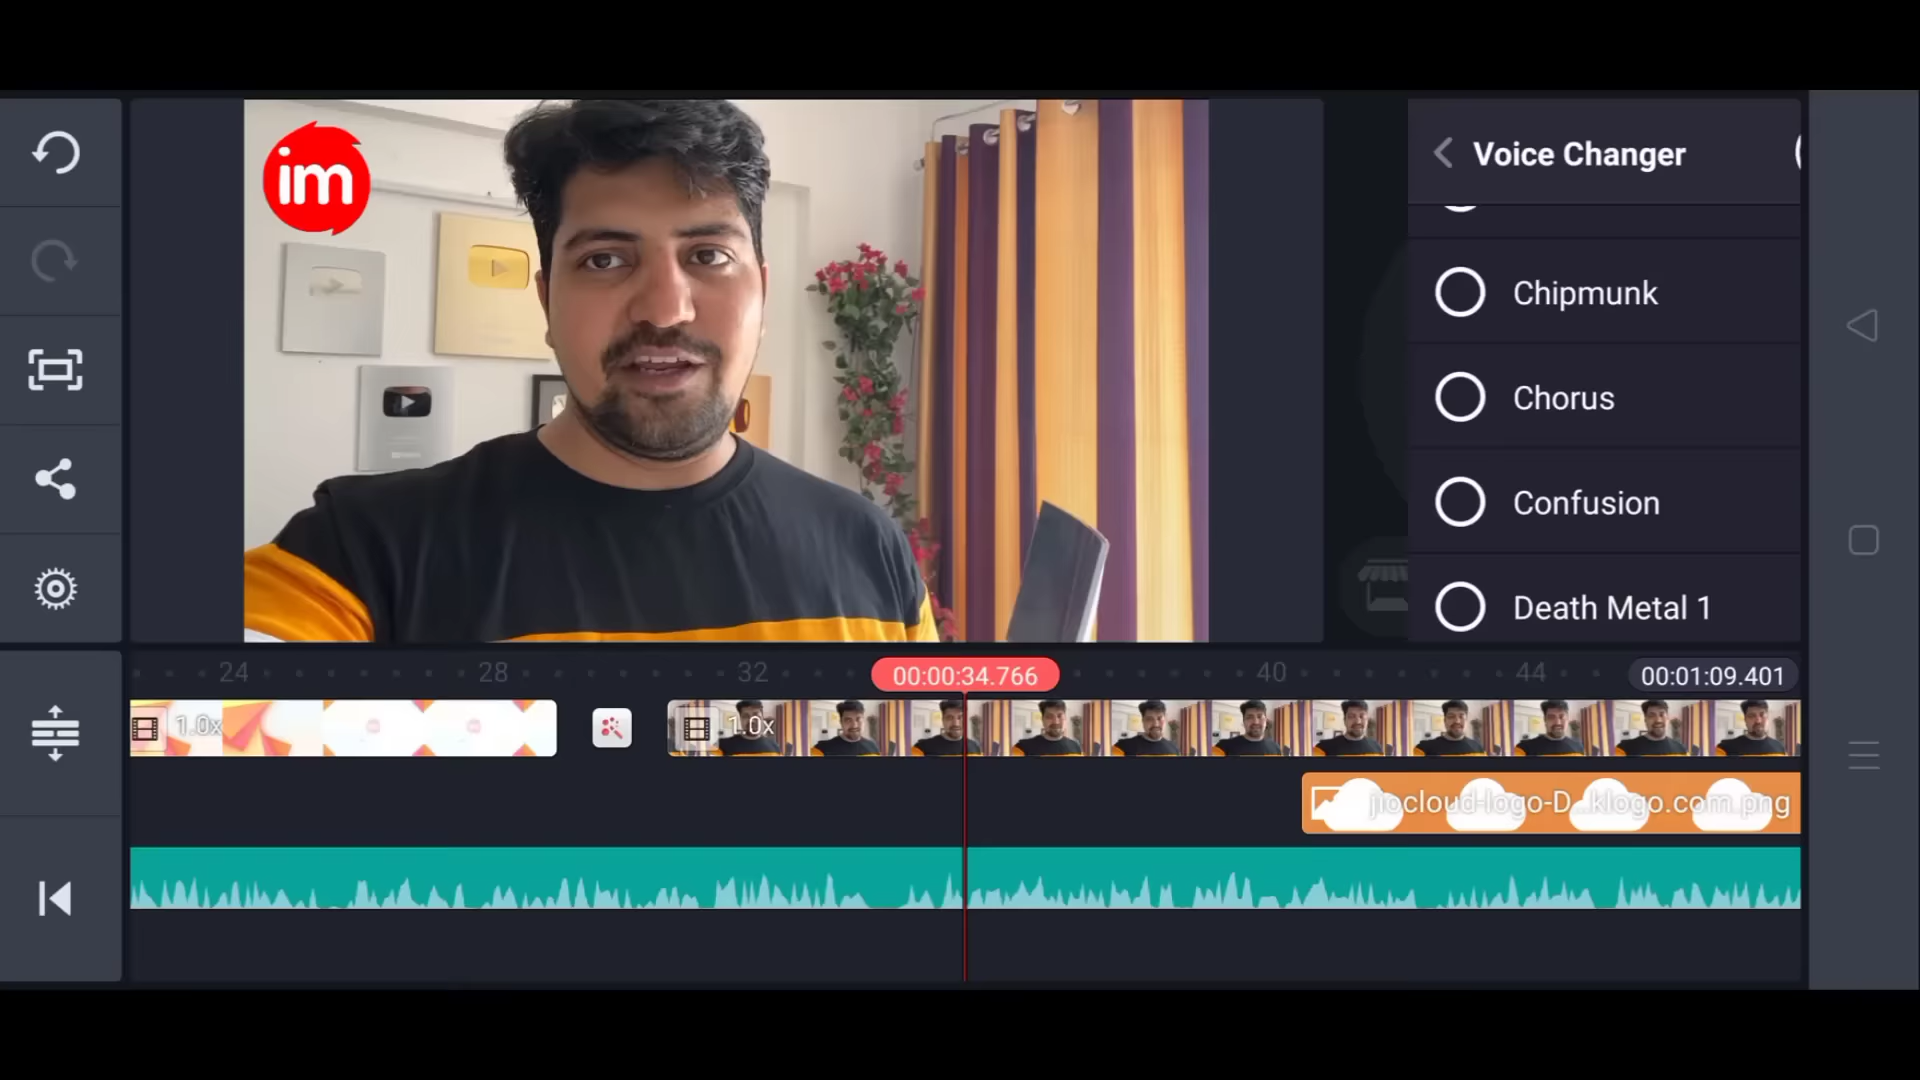 im
Voice Changer
Chipmunk
Chorus
Confusion
Death Metal 1
24
28
32
00:00:34.766
40
44
00:01:09.401
1.0x
1.0x
jiocloud-logo-D...klogo.com.png